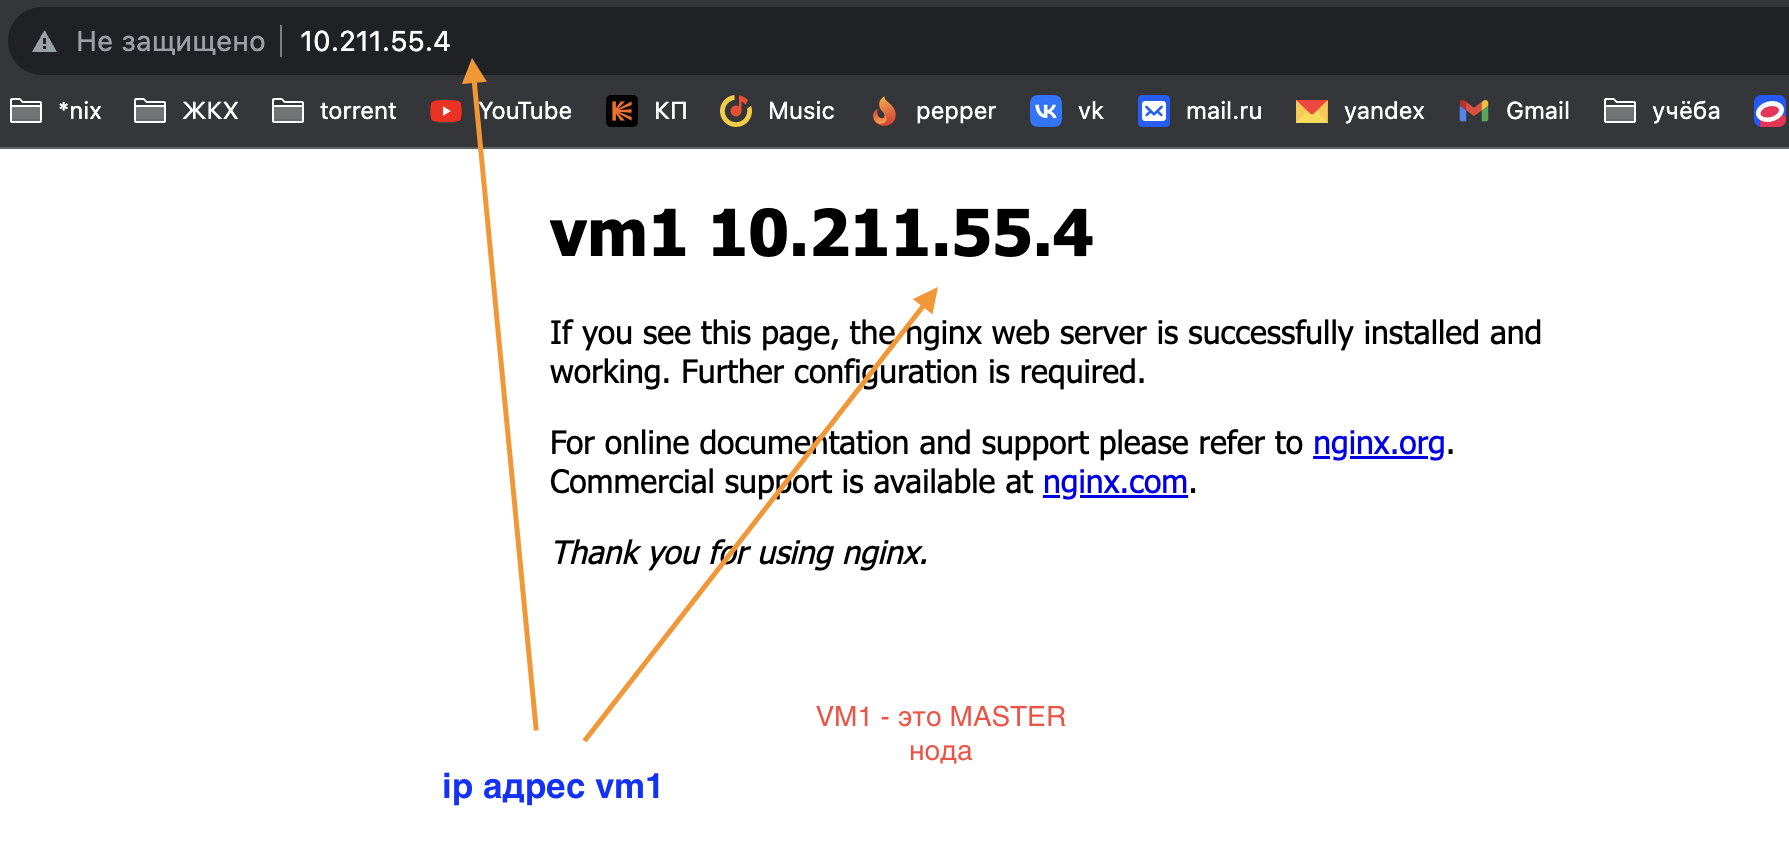 Не защищено 10.211.55.4
*nix ЖКХ torrent YouTube КП Music pepper vk mail.ru yandex Gmail учёба
vm1 10.211.55.4
If you see this page, the nginx web server is successfully installed and
working. Further configuration is required.
For online documentation and support please refer to nginx.org.
Commercial support is available at nginx.com.
Thank you for using nginx.
VM1 - это MASTER
нода
ip адрес vm1